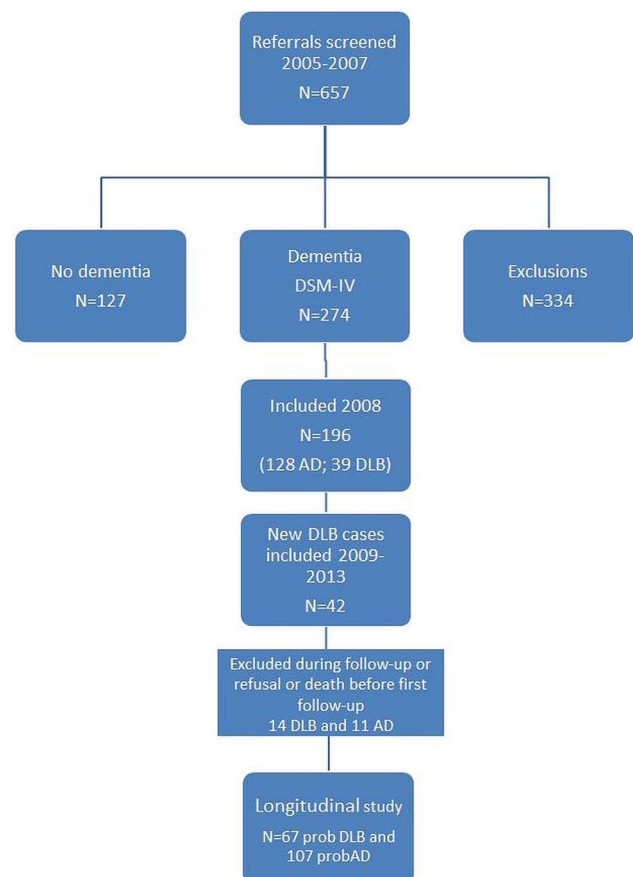 Referrals screened
2005-2007
N=657
No dementia
N=127
Dementia
DSM-IV
N=274
Exclusions
N=334
Included 2008
N=196
(128 AD; 39 DLB)
New DLB cases
included 2009-
2013
N=42
Excluded during follow-up or
refusal or death before first
follow-up
14 DLB and 11 AD
Longitudinal study
N=67 prob DLB and
107 probAD